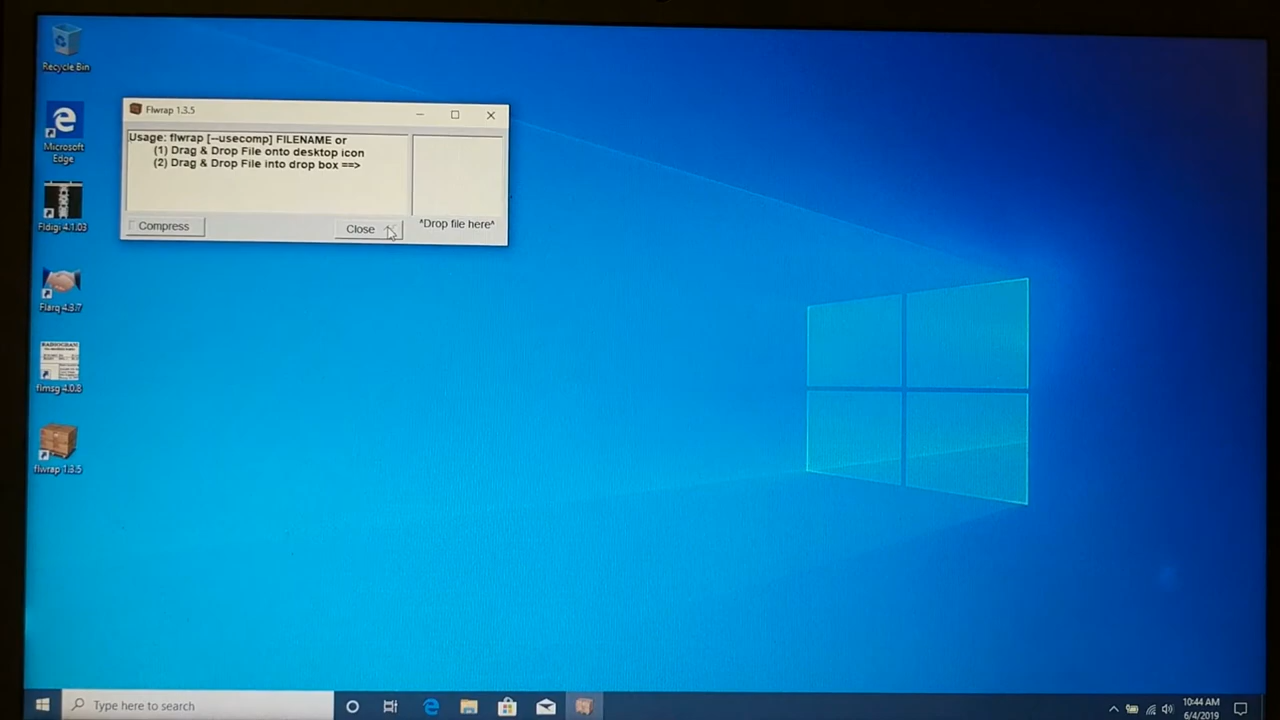 Recycle Bin
Microsoft
Edge
Fldigi 4.1.03
Flarq 4.3.7
RADIOGRAM
flmsg 4.0.8
flwrap 1.3.5
Flwrap 1.3.5
Usage: flwrap [--usecomp] FILENAME or
(1) Drag & Drop File onto desktop icon
(2) Drag & Drop File into drop box ==>
Compress
Close
^Drop file here^
Type here to search
10:44 AM
6/4/2019